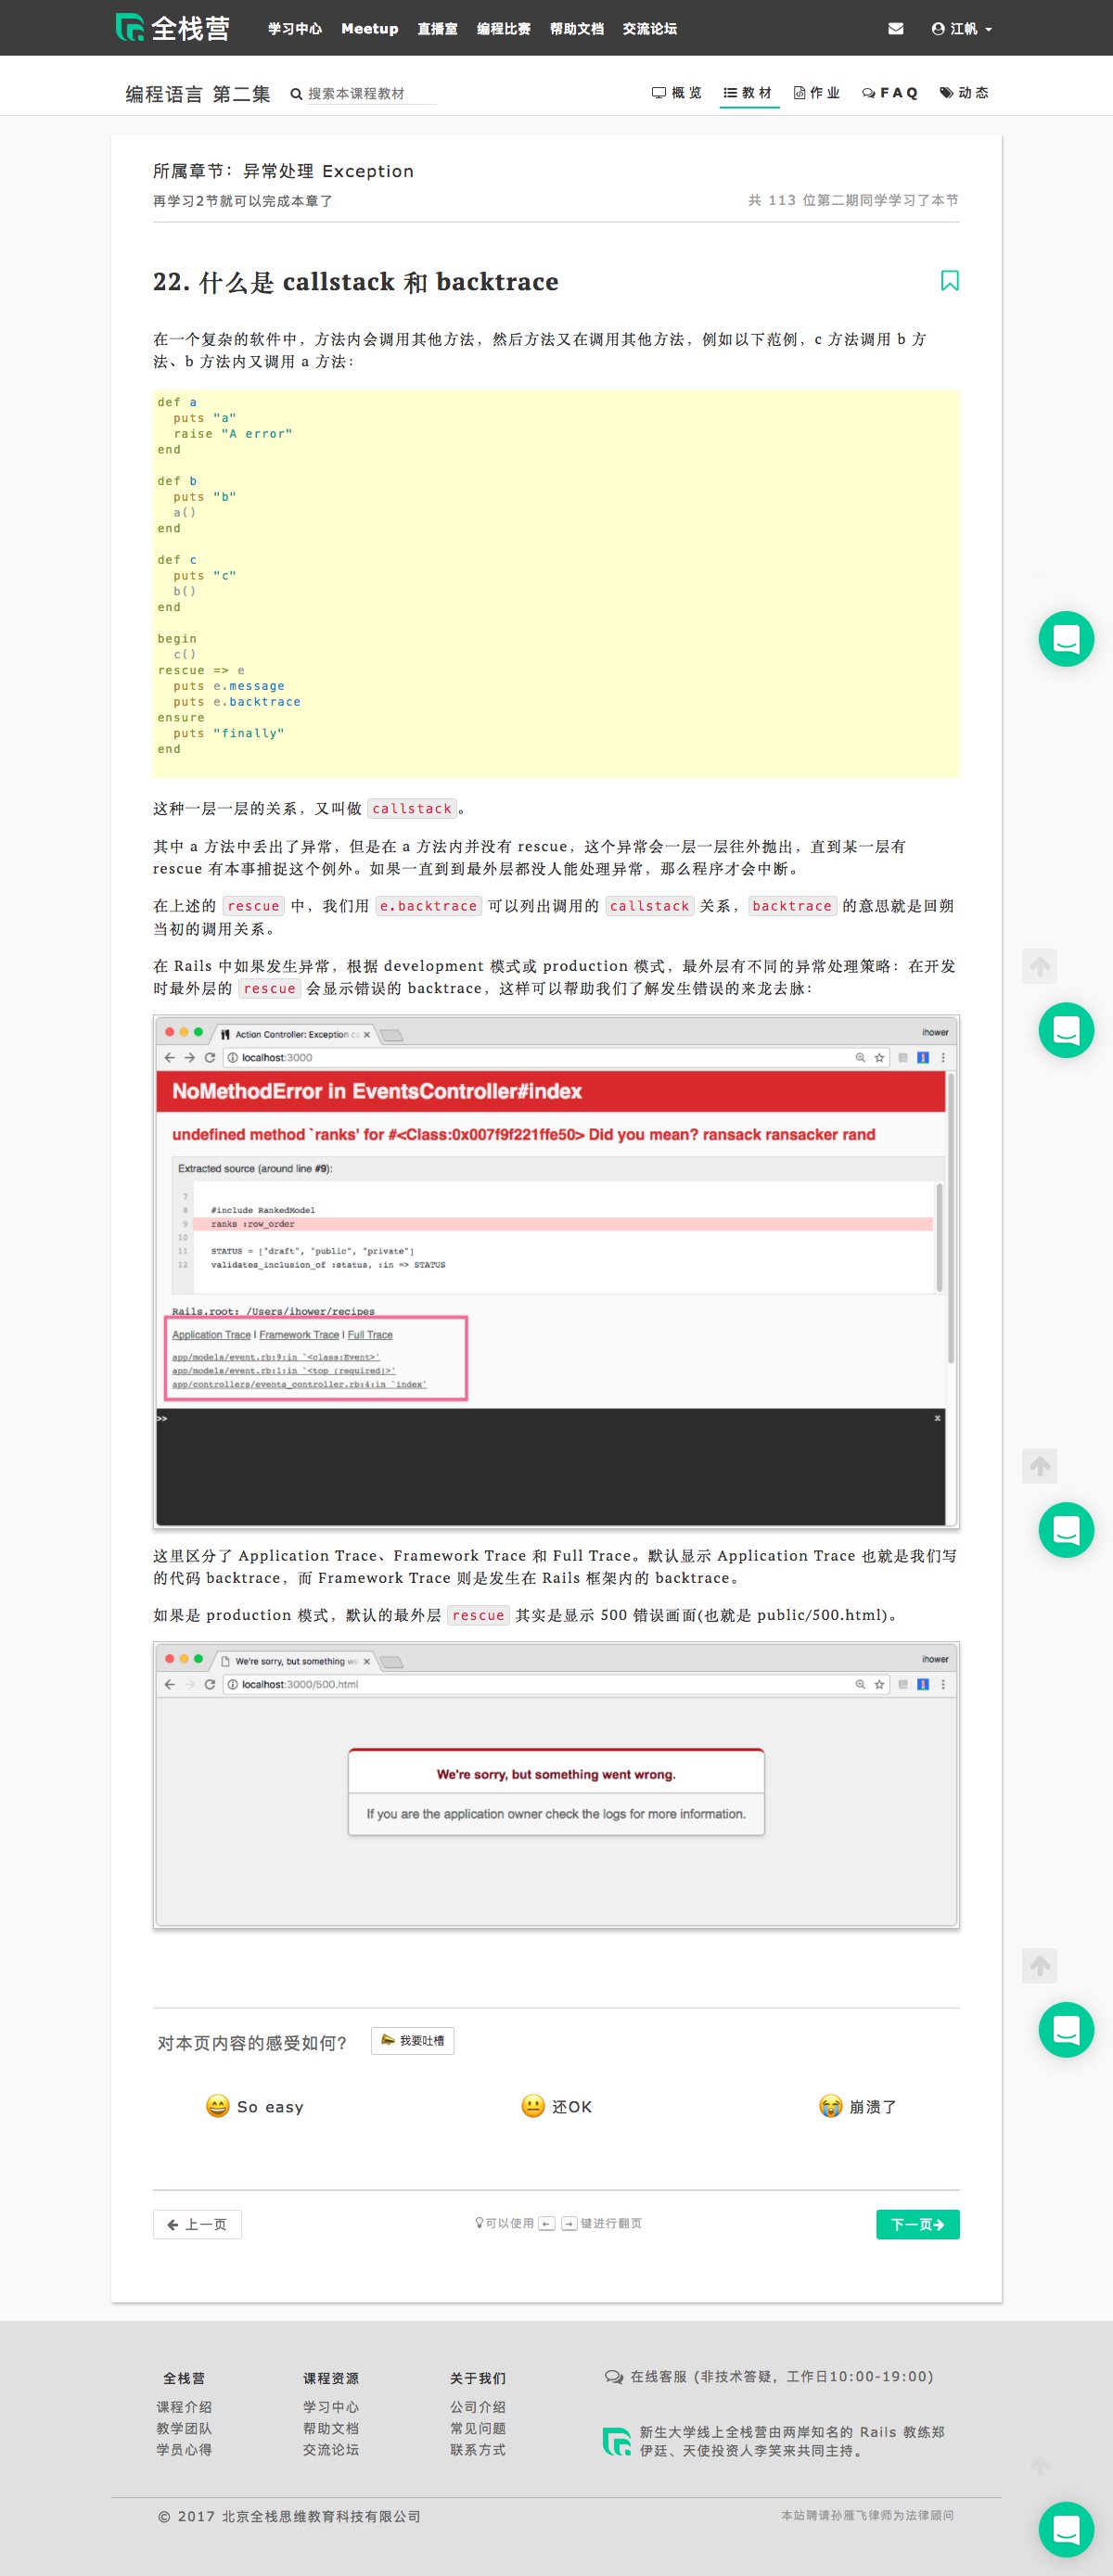 全栈营 学习中心 Meetup 直播室 编程比赛 帮助文档 交流论坛 江帆
编程语言 第二集 搜索本课程教材 概览 教材 作业 FAQ 动态
所属章节：异常处理 Exception
再学习2节就可以完成本章了 共 113 位第二期同学学习了本节
22. 什么是 callstack 和 backtrace
在一个复杂的软件中，方法内会调用其他方法，然后方法又在调用其他方法，例如以下范例，c 方法调用 b 方
法、b 方法内又调用 a 方法：
def a
  puts "a"
  raise "A error"
end
def b
  puts "b"
  a()
end
def c
  puts "c"
  b()
end
begin
  c()
rescue => e
  puts e.message
  puts e.backtrace
ensure
  puts "finally"
end
这种一层一层的关系，又叫做 callstack。
其中 a 方法中丢出了异常，但是在 a 方法内并没有 rescue，这个异常会一层一层往外抛出，直到某一层有
rescue 有本事捕捉这个例外。如果一直到到最外层都没人能处理异常，那么程序才会中断。
在上述的 rescue 中，我们用 e.backtrace 可以列出调用的 callstack 关系，backtrace 的意思就是回朔
当初的调用关系。
在 Rails 中如果发生异常，根据 development 模式或 production 模式，最外层有不同的异常处理策略：在开发
时最外层的 rescue 会显示错误的 backtrace，这样可以帮助我们了解发生错误的来龙去脉：
Action Controller: Exception c ihower
localhost:3000
NoMethodError in EventsController#index
undefined method `ranks' for #<Class:0x007f9f221ffe50> Did you mean? ransack ransacker rand
Extracted source (around line #9):
7
8 #include RankedModel
9 ranks :row_order
10
11 STATUS = ["draft", "public", "private"]
12 validates_inclusion_of :status, :in => STATUS
Rails.root: /Users/ihower/recipes
Application Trace | Framework Trace | Full Trace
app/models/event.rb:9:in `<class:Event>'
app/models/event.rb:1:in `<top (required)>'
app/controllers/events_controller.rb:4:in `index'
>> x
这里区分了 Application Trace、Framework Trace 和 Full Trace。默认显示 Application Trace 也就是我们写
的代码 backtrace，而 Framework Trace 则是发生在 Rails 框架内的 backtrace。
如果是 production 模式，默认的最外层 rescue 其实是显示 500 错误画面(也就是 public/500.html)。
We're sorry, but something we ihower
localhost:3000/500.html
We're sorry, but something went wrong.
If you are the application owner check the logs for more information.
对本页内容的感受如何? 我要吐槽
So easy 还OK 崩溃了
上一页 可以使用 ← → 键进行翻页 下一页
全栈营 课程资源 关于我们 在线客服 (非技术答疑，工作日10:00-19:00)
课程介绍 学习中心 公司介绍
教学团队 帮助文档 常见问题 新生大学线上全栈营由两岸知名的 Rails 教练郑
学员心得 交流论坛 联系方式 伊廷、天使投资人李笑来共同主持。
© 2017 北京全栈思维教育科技有限公司 本站聘请孙雁飞律师为法律顾问